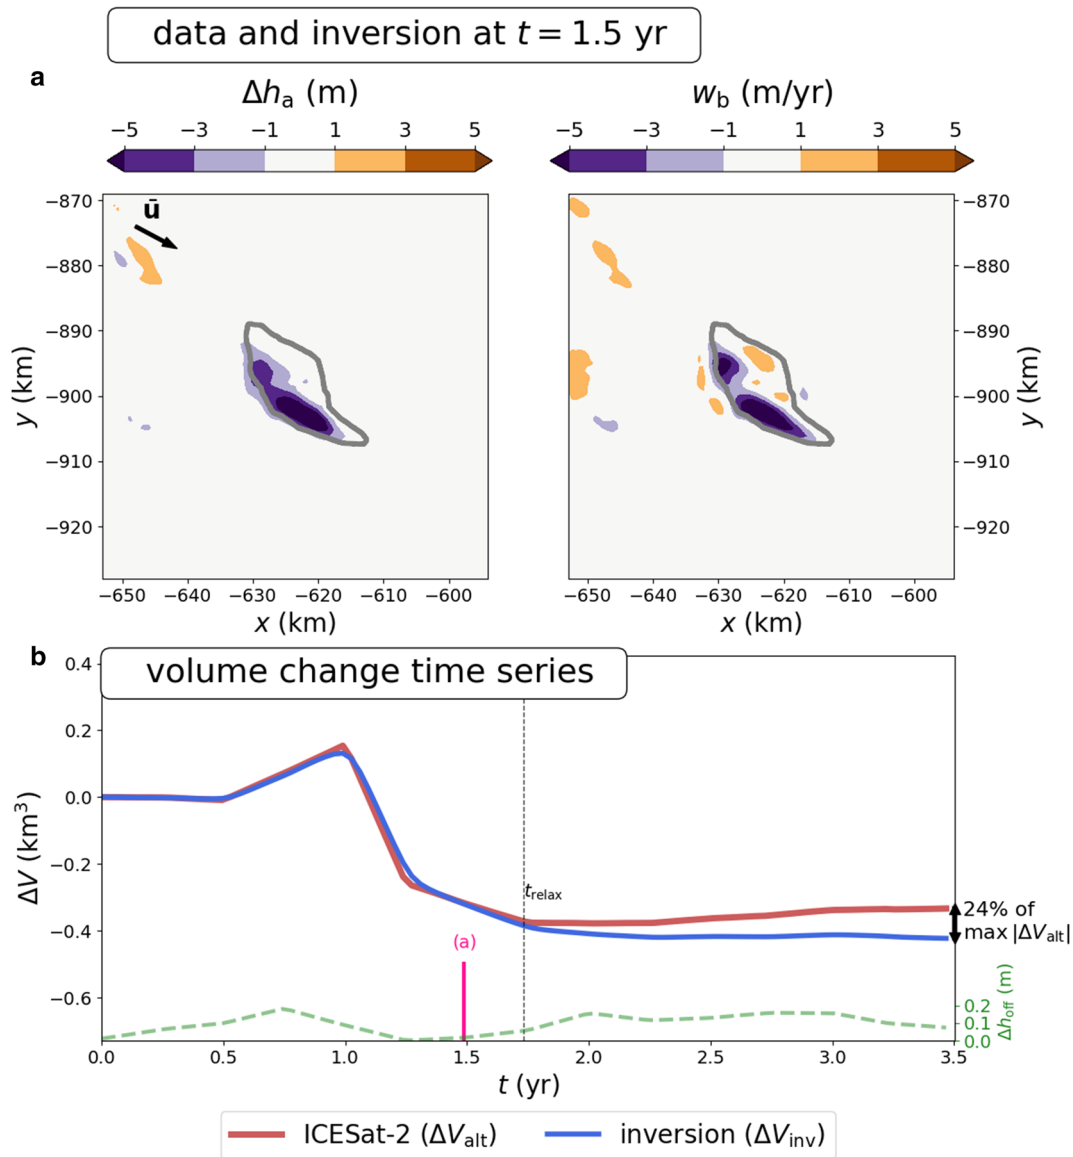 data and inversion at t = 1.5 yr
a
Δhₐ (m)
w_b (m/yr)
−5 −3 −1 1 3 5
−5 −3 −1 1 3 5
ū
−870
−880
−890
−900
−910
−920
y (km)
−870
−880
−890
−900
−910
−920
y (km)
−650 −640 −630 −620 −610 −600
x (km)
−650 −640 −630 −620 −610 −600
x (km)
b
volume change time series
0.4
0.2
0.0
−0.2
−0.4
−0.6
ΔV (km³)
t_relax
(a)
24% of
max |ΔV_alt|
0.2
0.1
0.0
Δh_off (m)
0.0 0.5 1.0 1.5 2.0 2.5 3.0 3.5
t (yr)
ICESat-2 (ΔV_alt)
inversion (ΔV_inv)